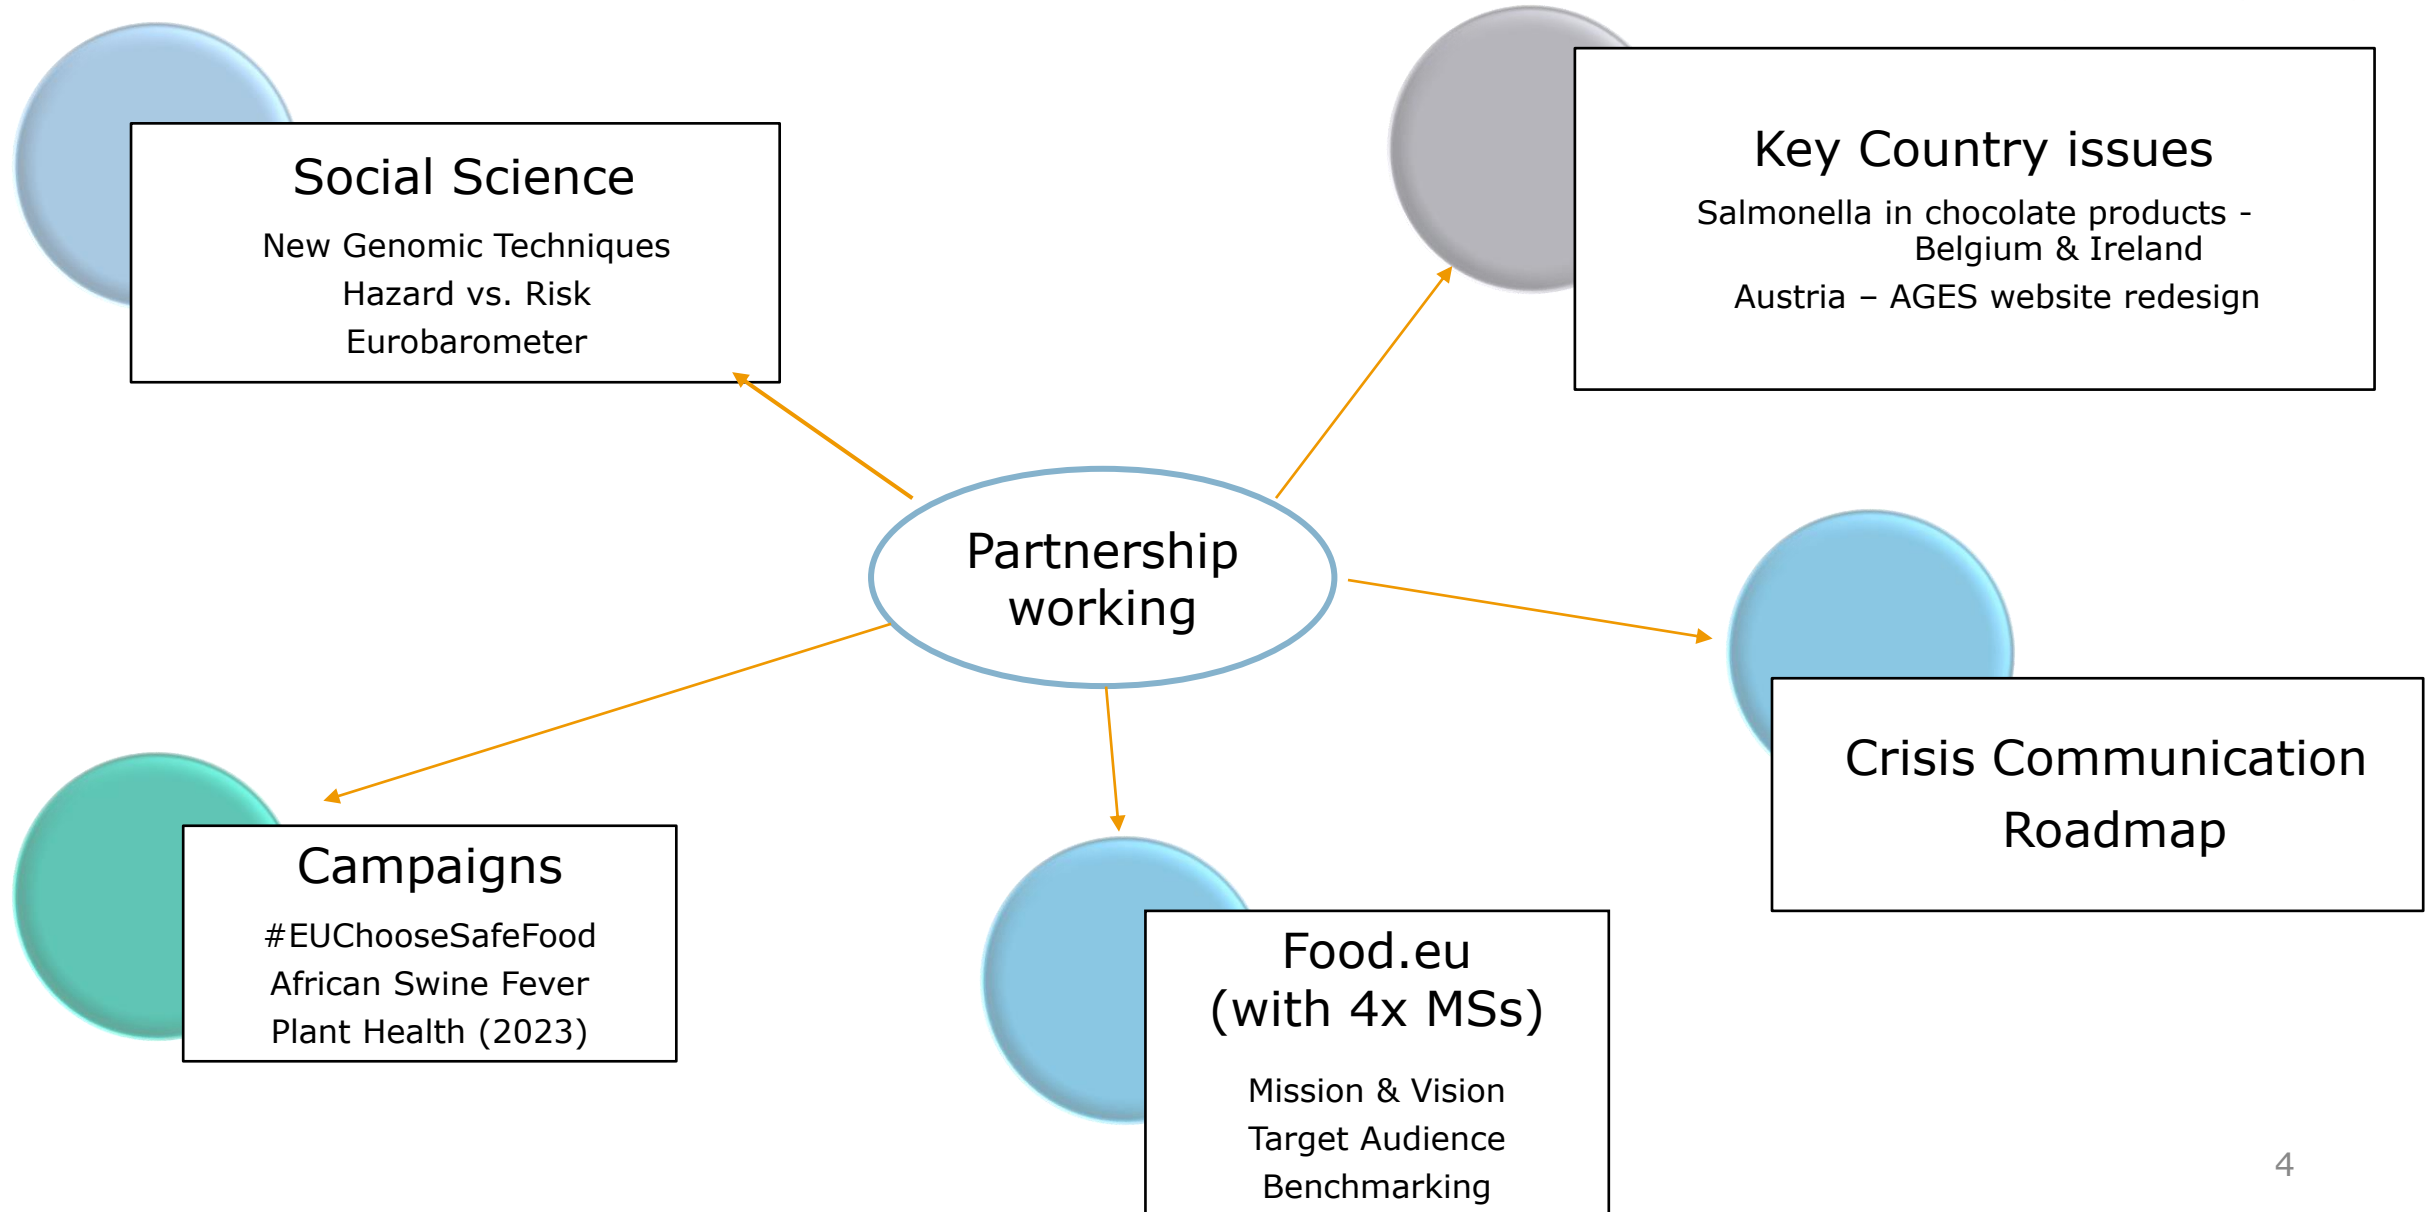 Social Science
New Genomic Techniques
Hazard vs. Risk
Eurobarometer
Key Country issues
Salmonella in chocolate products -
Belgium & Ireland
Austria – AGES website redesign
Partnership
working
Crisis Communication
Roadmap
Campaigns
#EUChooseSafeFood
African Swine Fever
Plant Health (2023)
Food.eu
(with 4x MSs)
Mission & Vision
Target Audience
Benchmarking
4